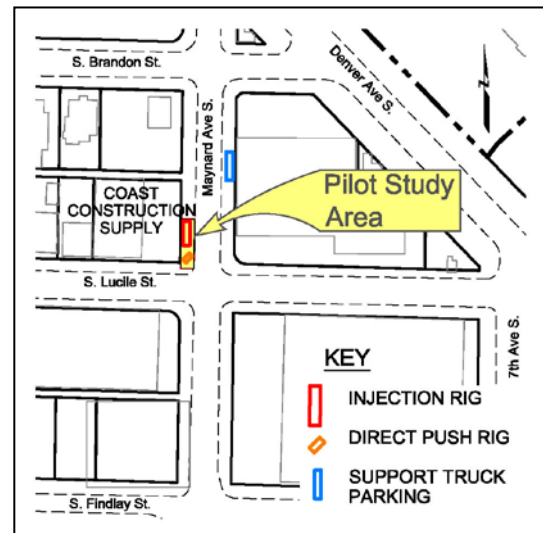 S. Brandon St.
Denver Ave S.
Maynard Ave S.
Pilot Study
Area
COAST
CONSTRUCTION
SUPPLY
S. Lucile St.
7th Ave S.
KEY
INJECTION RIG
DIRECT PUSH RIG
SUPPORT TRUCK
PARKING
S. Findlay St.